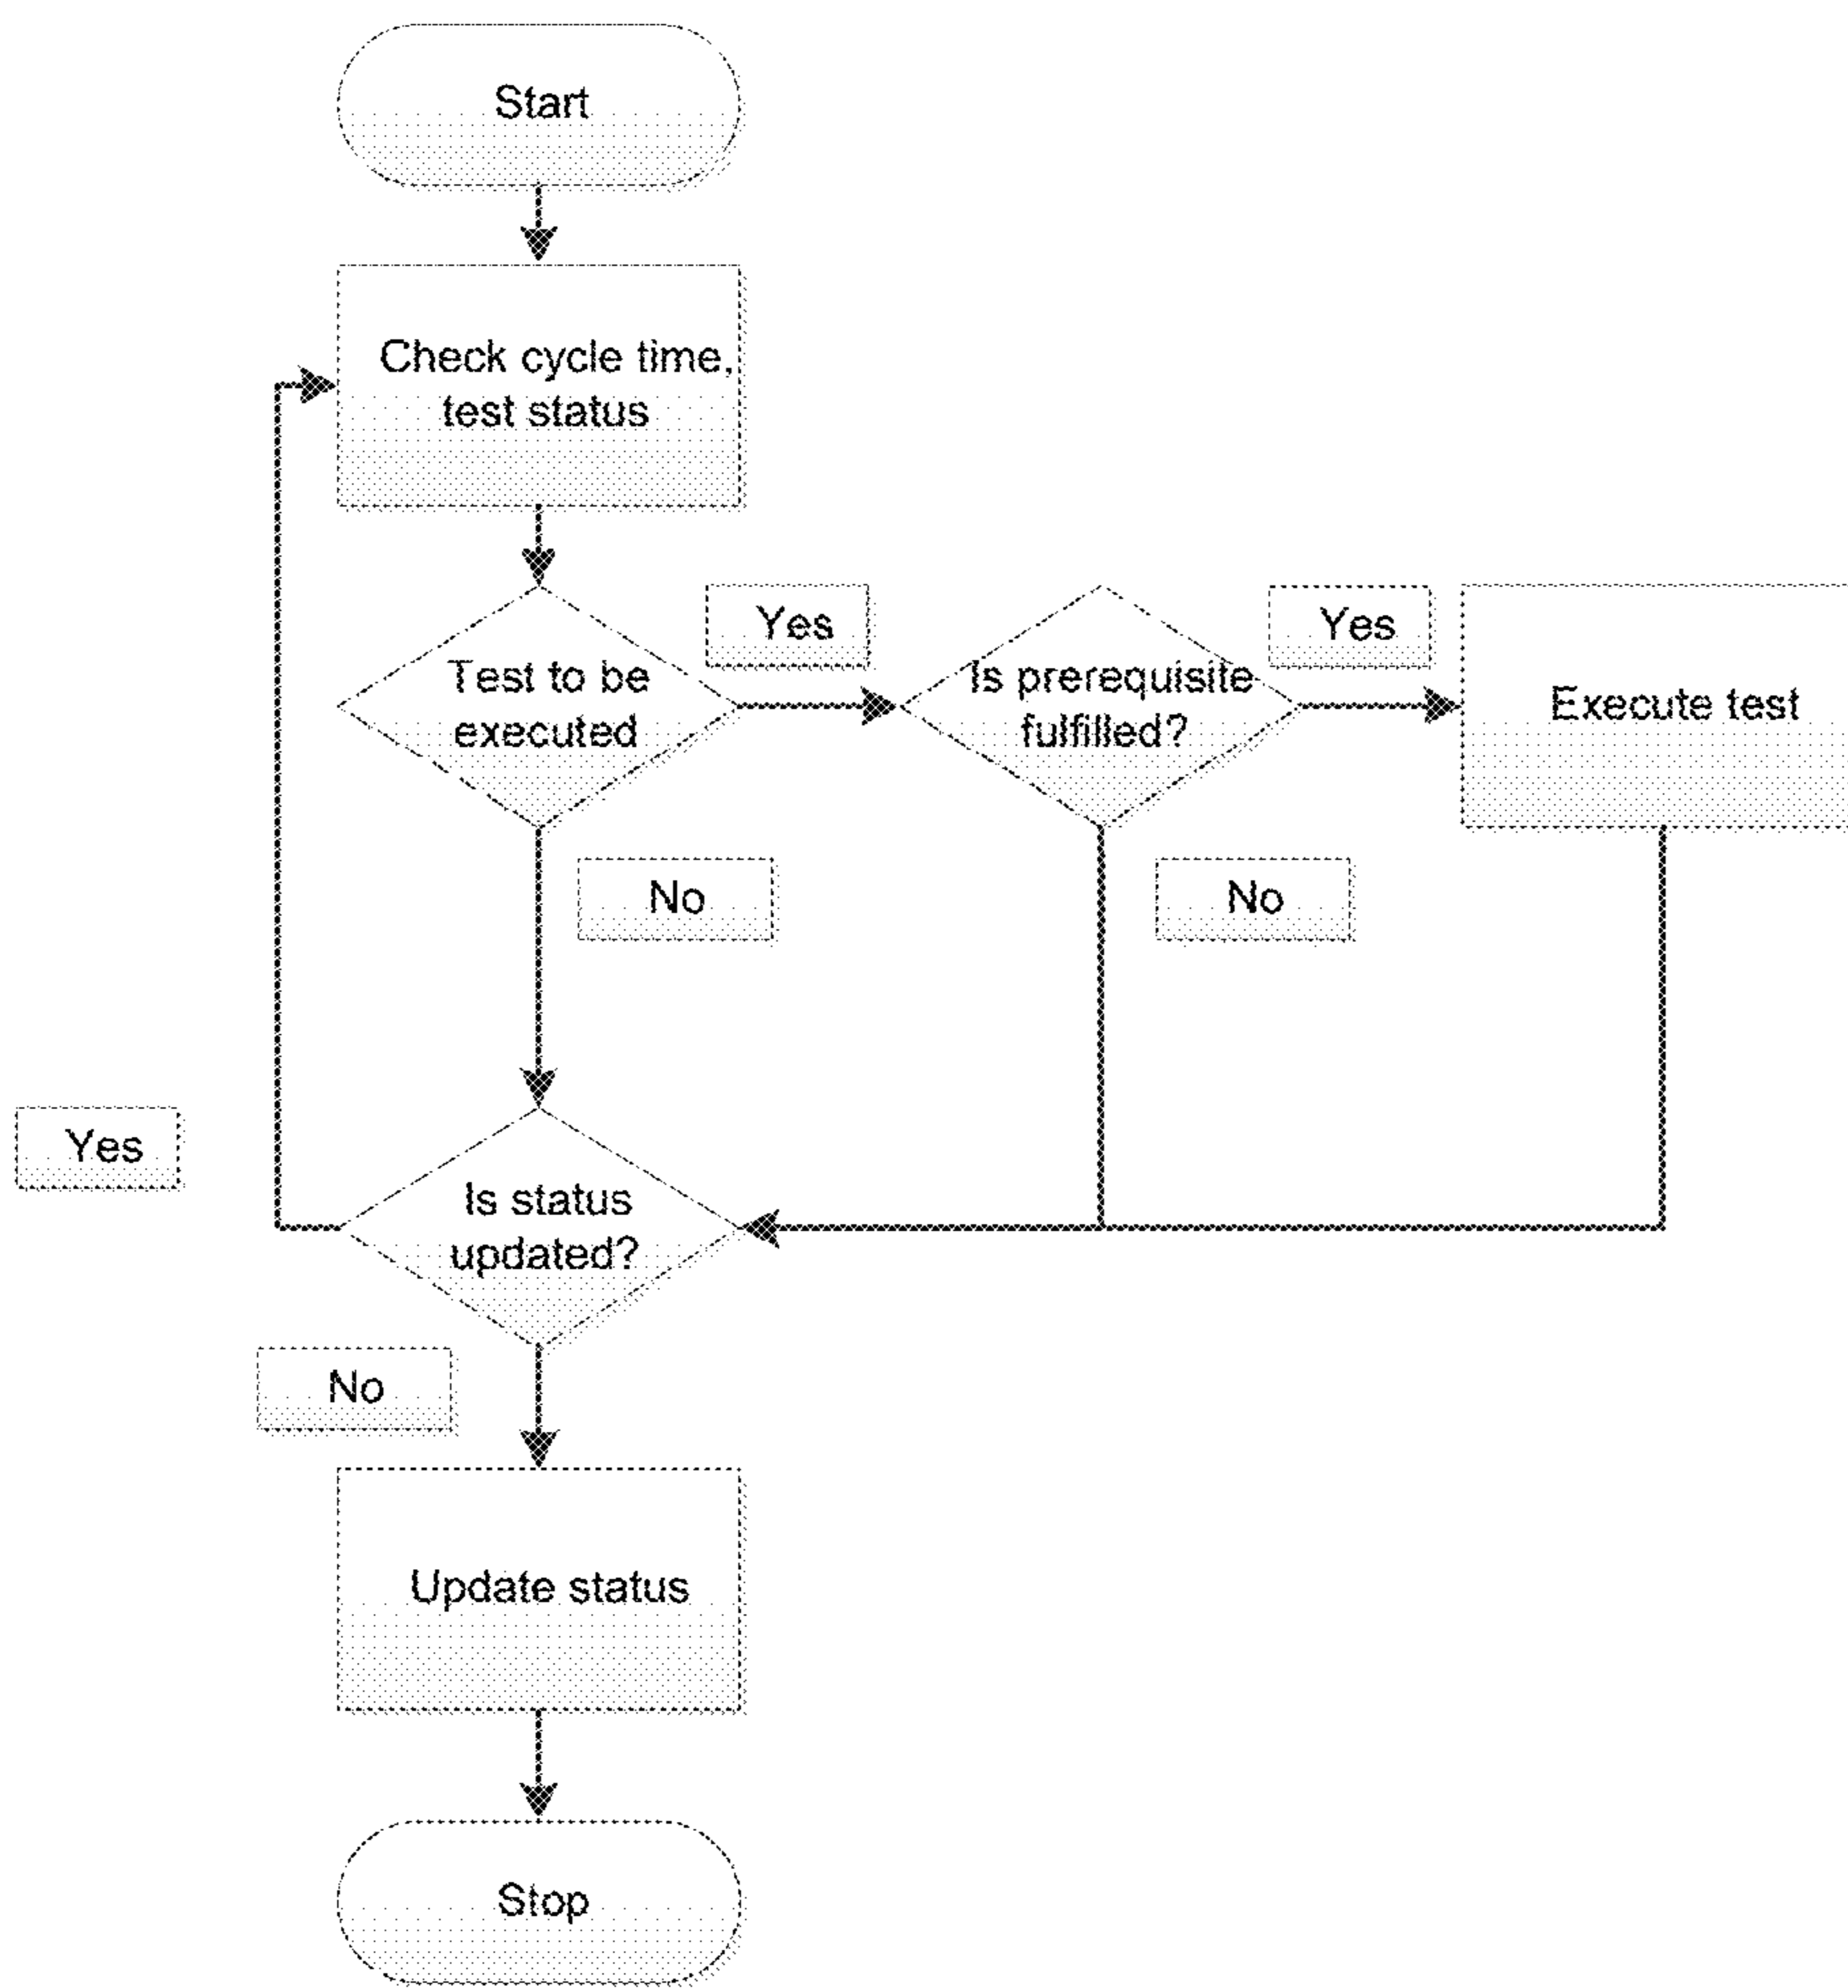 Start
Check cycle time,
test status
Test to be
executed
Yes
Is prerequisite
fulfilled?
Yes
Execute test
No
No
Yes
Is status
updated?
No
Update status
Stop